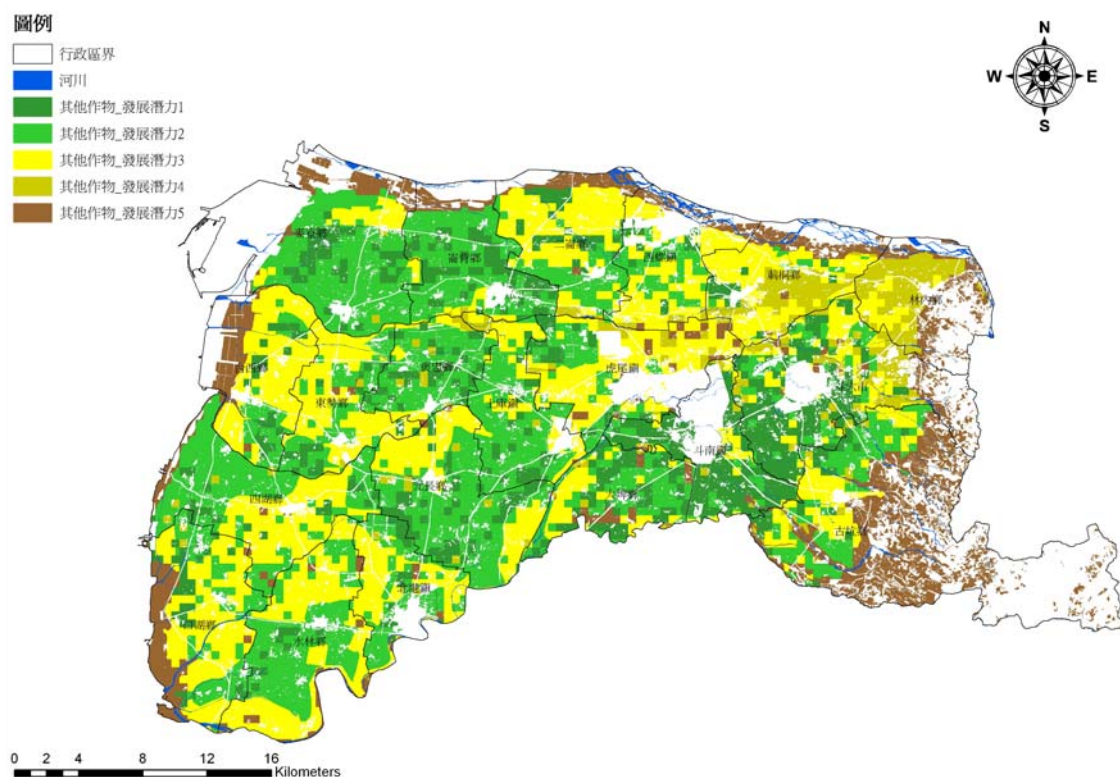 圖例
行政區界
河川
其他作物_發展潛力1
其他作物_發展潛力2
其他作物_發展潛力3
其他作物_發展潛力4
其他作物_發展潛力5
N
W
E
S
麥寮鄉
崙背鄉
二崙鄉
西螺鎮
莿桐鄉
林內鄉
台西鄉
東勢鄉
褒忠鄉
土庫鎮
虎尾鎮
斗六市
斗南鎮
四湖鄉
元長鄉
大埤鄉
古坑鄉
口湖鄉
水林鄉
北港鎮
0 2 4 8 12 16
Kilometers